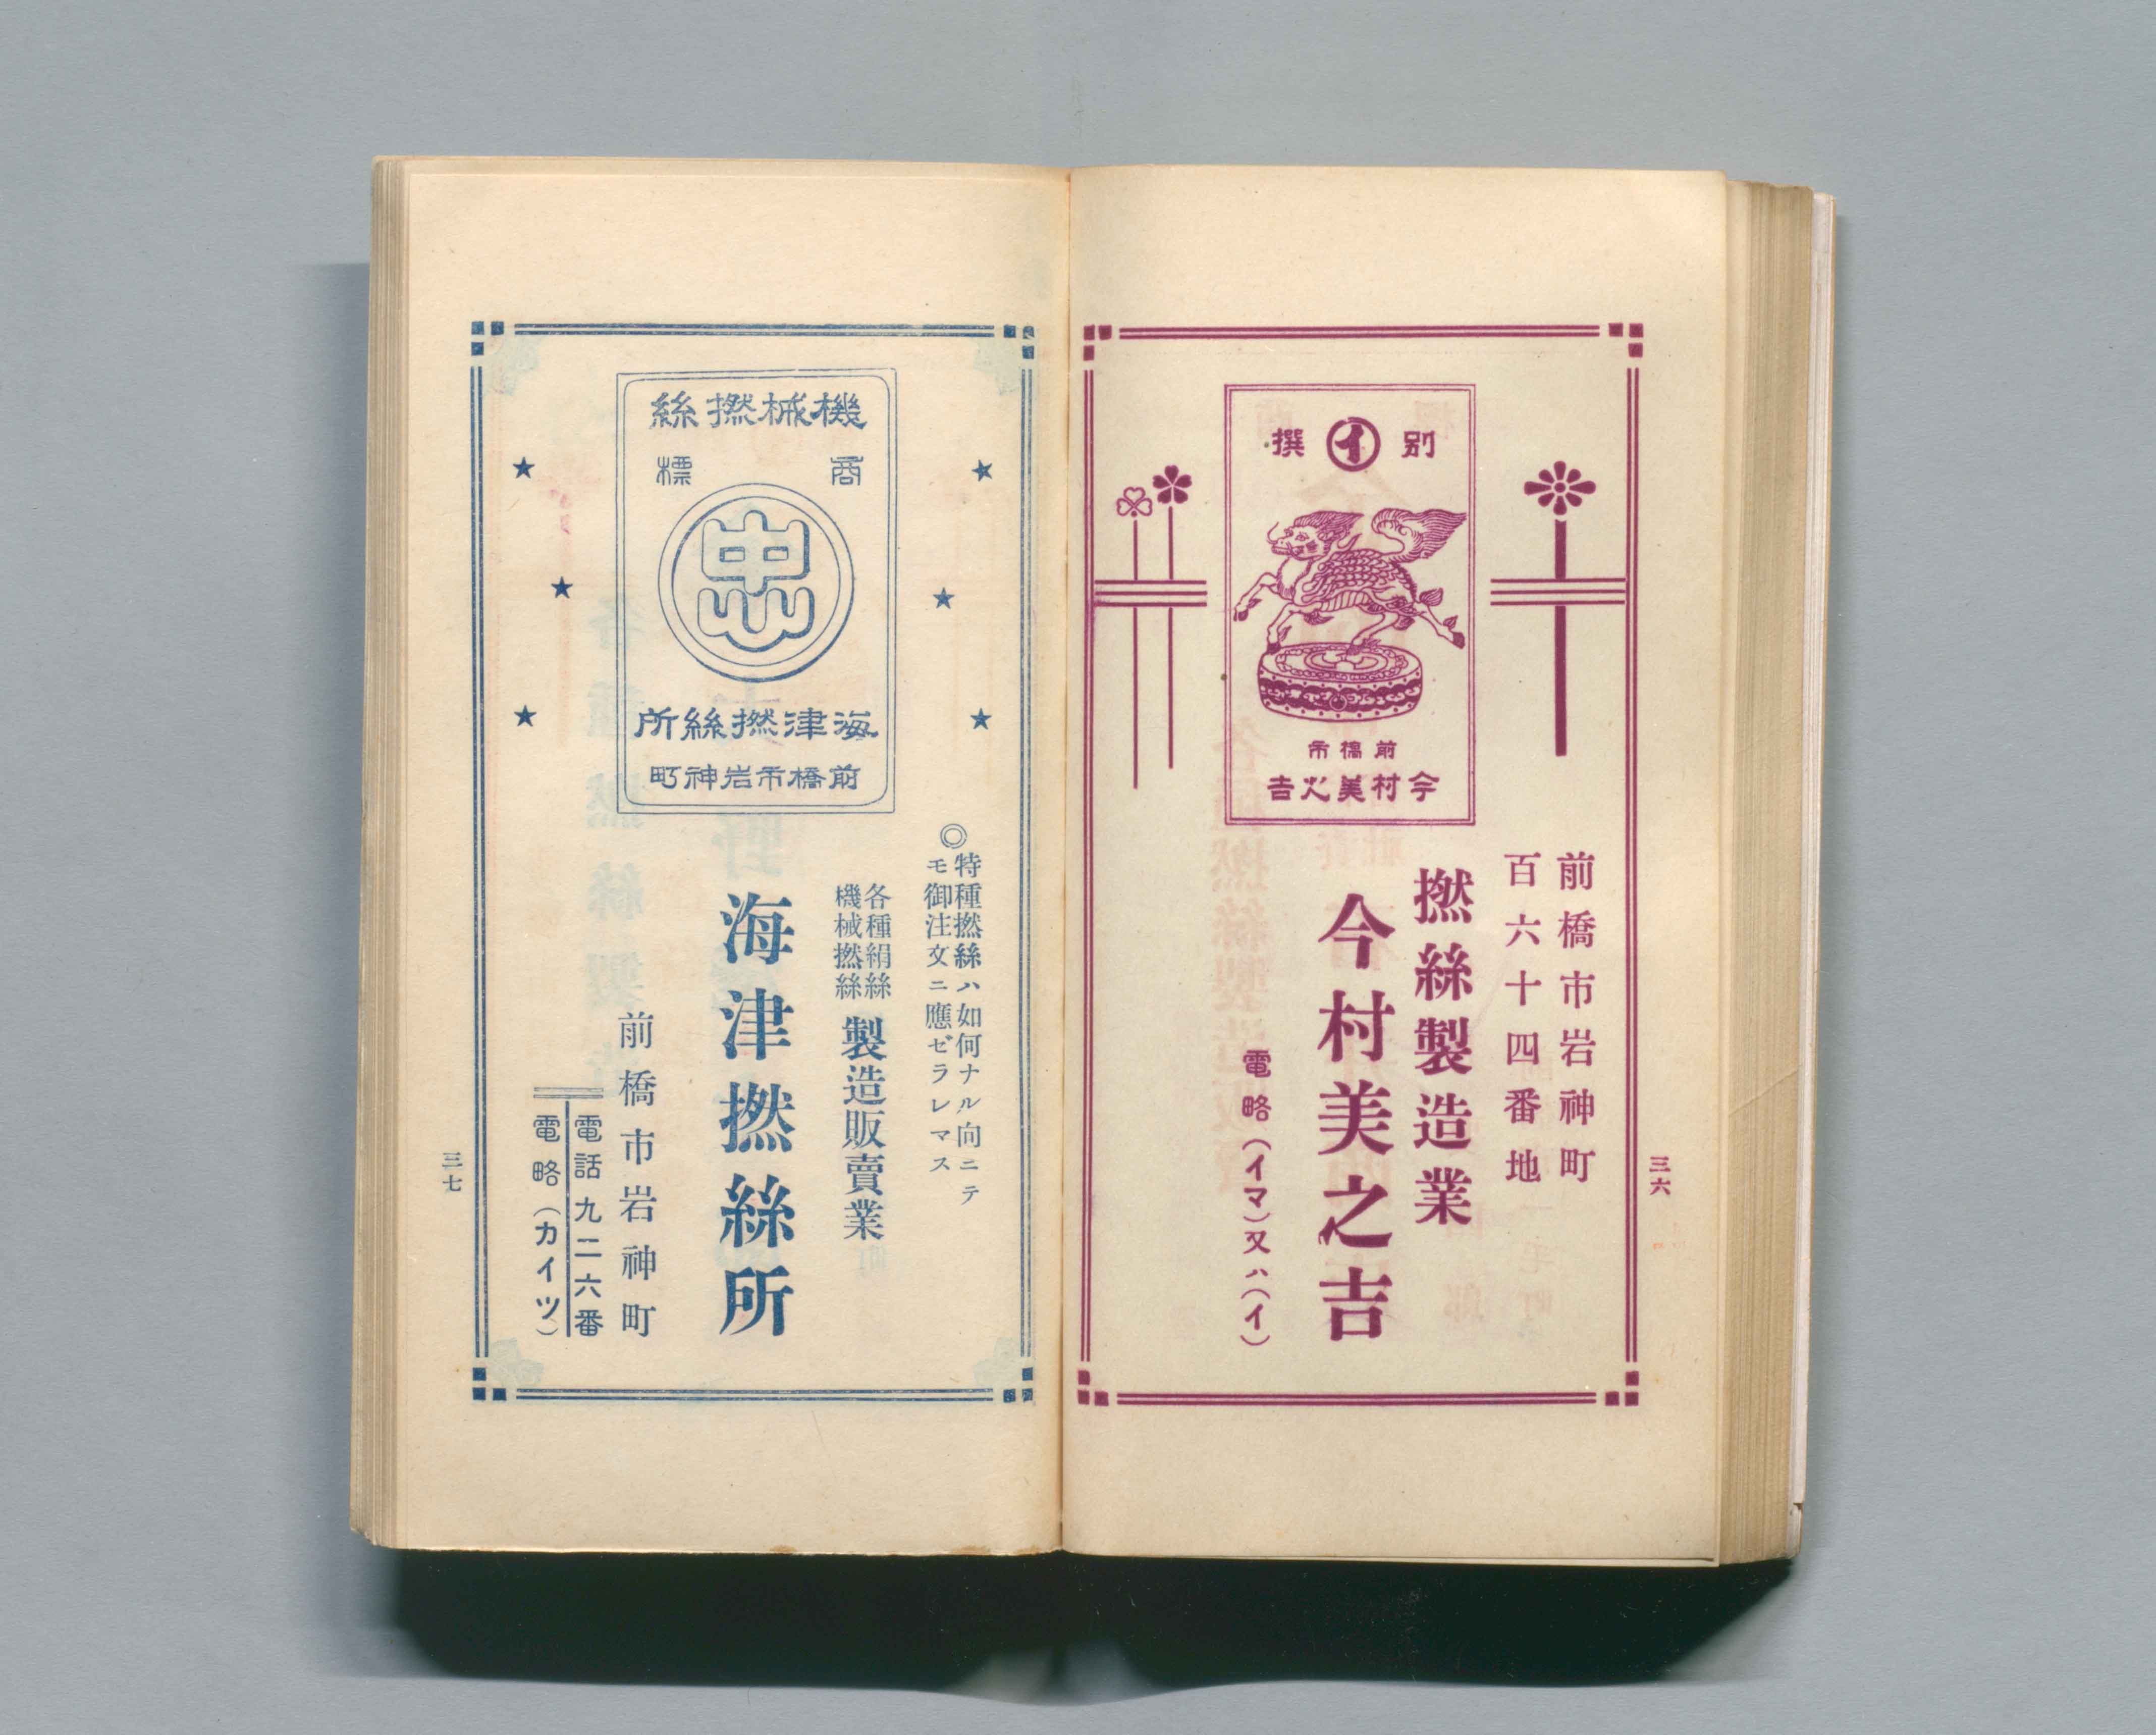 別 イ 撰
前橋市
今村美之吉
前橋市岩神町
百六十四番地
撚絲製造業
今村美之吉
電略（イマ）又ハ（イ）
三六
機械撚絲
商標
忠
海津撚絲所
前橋市岩神町
◎特種撚絲ハ如何ナル向ニテ
モ御注文ニ應ゼラレマス
各種絹絲
機械撚絲
製造販賣業
海津撚絲所
前橋市岩神町
電話九二六番
電略（カイツ）
三七